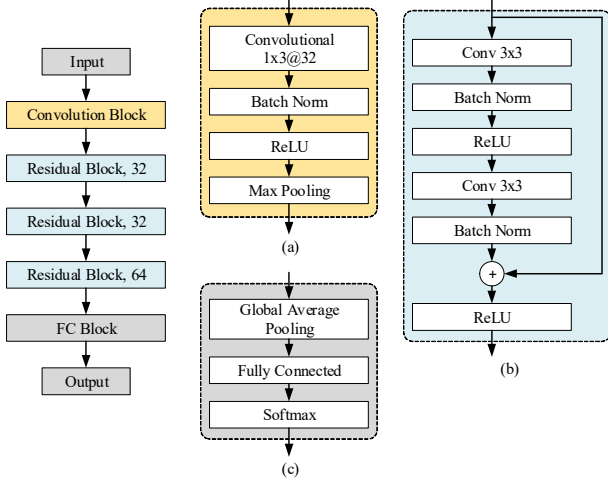 Input
Convolution Block
Residual Block, 32
Residual Block, 32
Residual Block, 64
FC Block
Output
Convolutional
1x3@32
Batch Norm
ReLU
Max Pooling
(a)
Global Average
Pooling
Fully Connected
Softmax
(c)
Conv 3x3
Batch Norm
ReLU
Conv 3x3
Batch Norm
+
ReLU
(b)